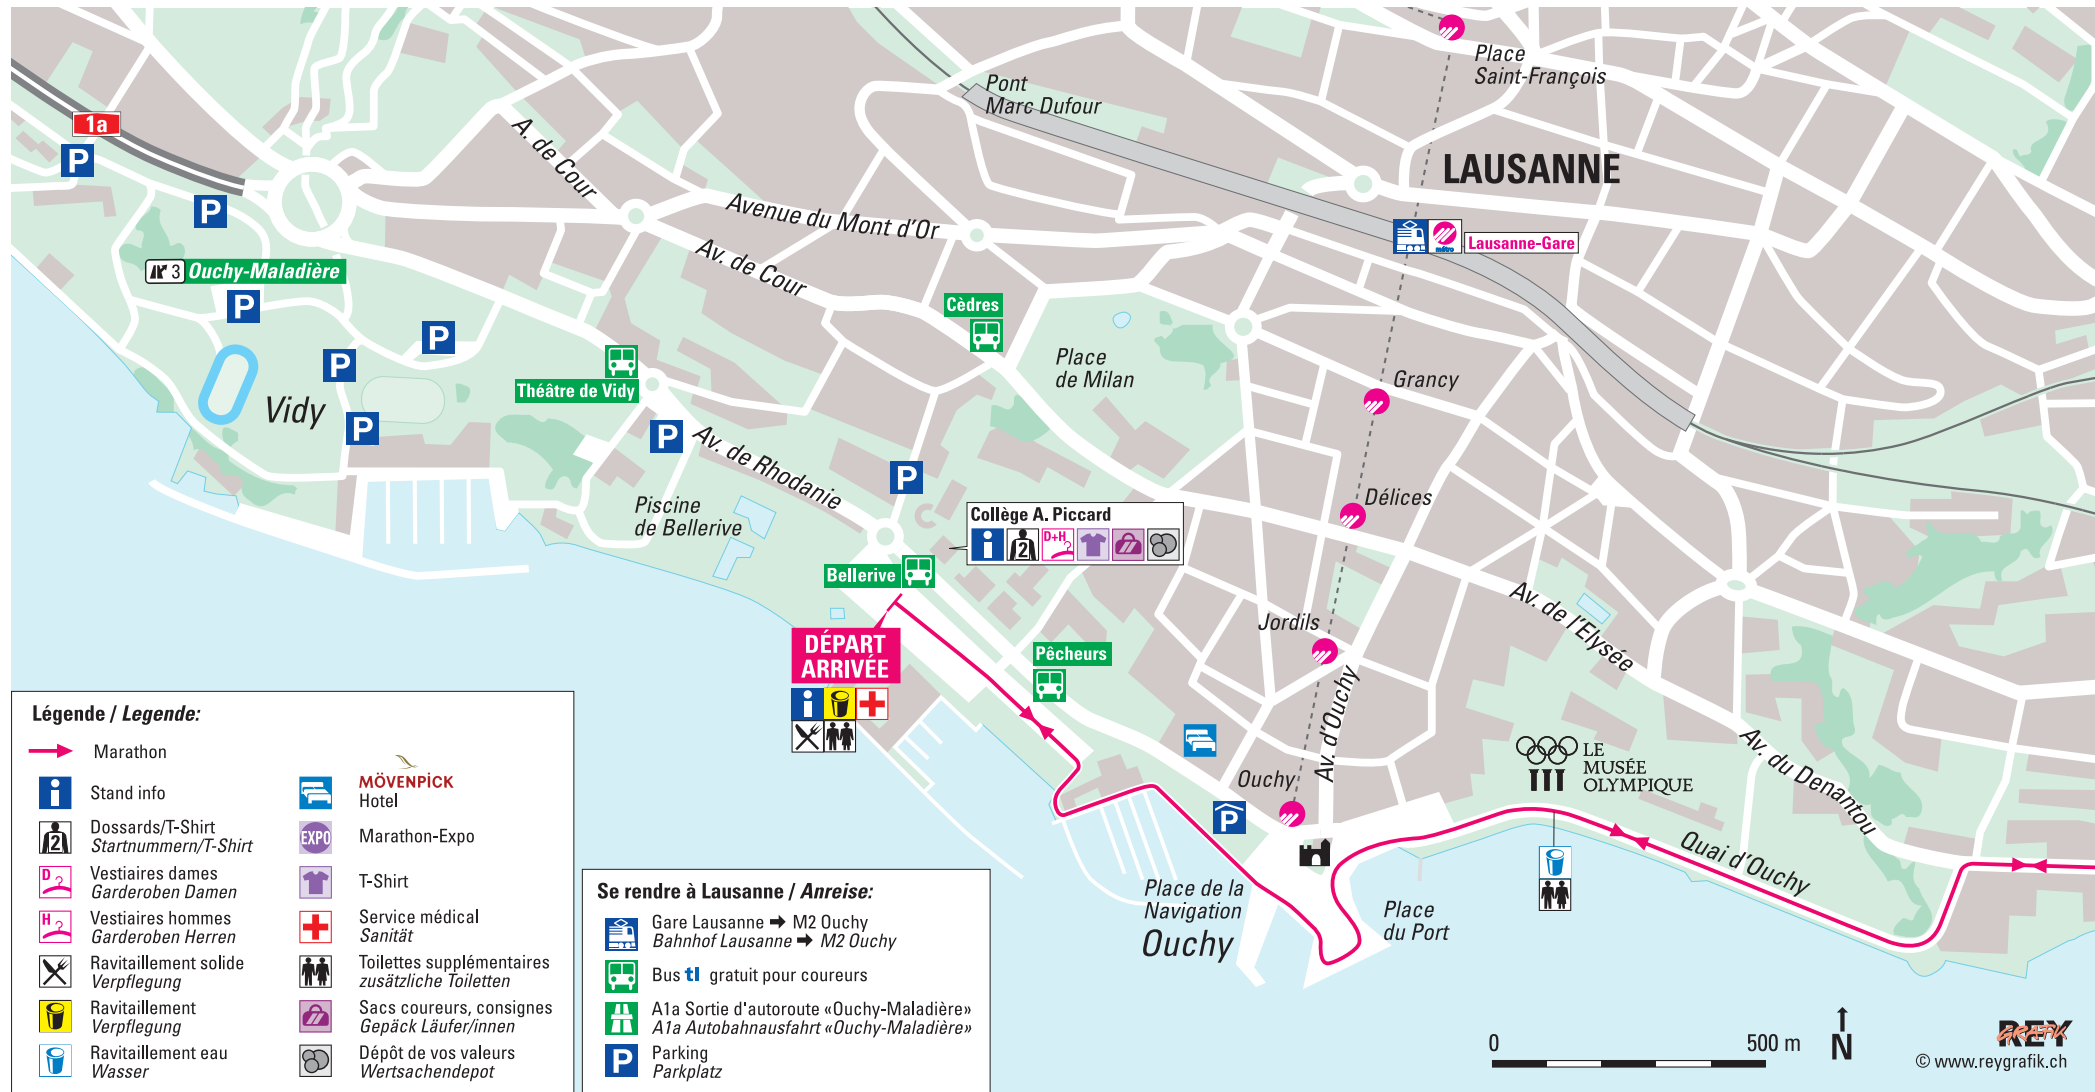 Place
Saint-François
Pont
Marc Dufour
1a
P
A. de Cour
LAUSANNE
P
Avenue du Mont d'Or
Lausanne-Gare
métro
Av. de Cour
3 Ouchy-Maladière
P
Cèdres
P
P
Place
de Milan
Théâtre de Vidy
Grancy
Vidy
P
P
Av. de Rhodanie
P
Délices
Piscine
de Bellerive
Collège A. Piccard
i
2
D+H
Bellerive
Av. de l'Elysée
Jordils
DÉPART
ARRIVÉE
Pêcheurs
i
Av. d'Ouchy
Ouchy
P
LE
MUSÉE
OLYMPIQUE
Av. du Denantou
Quai d'Ouchy
Place de la
Navigation
Ouchy
Place
du Port
Légende / Legende:
Marathon
i
Stand info
2
Dossards/T-Shirt
Startnummern/T-Shirt
D
Vestiaires dames
Garderoben Damen
H
Vestiaires hommes
Garderoben Herren
Ravitaillement solide
Verpflegung
Ravitaillement
Verpflegung
Ravitaillement eau
Wasser
MÖVENPICK
Hotel
EXPO
Marathon-Expo
T-Shirt
Service médical
Sanität
Toilettes supplémentaires
zusätzliche Toiletten
Sacs coureurs, consignes
Gepäck Läufer/innen
Dépôt de vos valeurs
Wertsachendepot
Se rendre à Lausanne / Anreise:
Gare Lausanne ➡ M2 Ouchy
Bahnhof Lausanne ➡ M2 Ouchy
Bus tl gratuit pour coureurs
A1a Sortie d'autoroute «Ouchy-Maladière»
A1a Autobahnausfahrt «Ouchy-Maladière»
P
Parking
Parkplatz
0
500 m
N
REY
GRAFIK
© www.reygrafik.ch